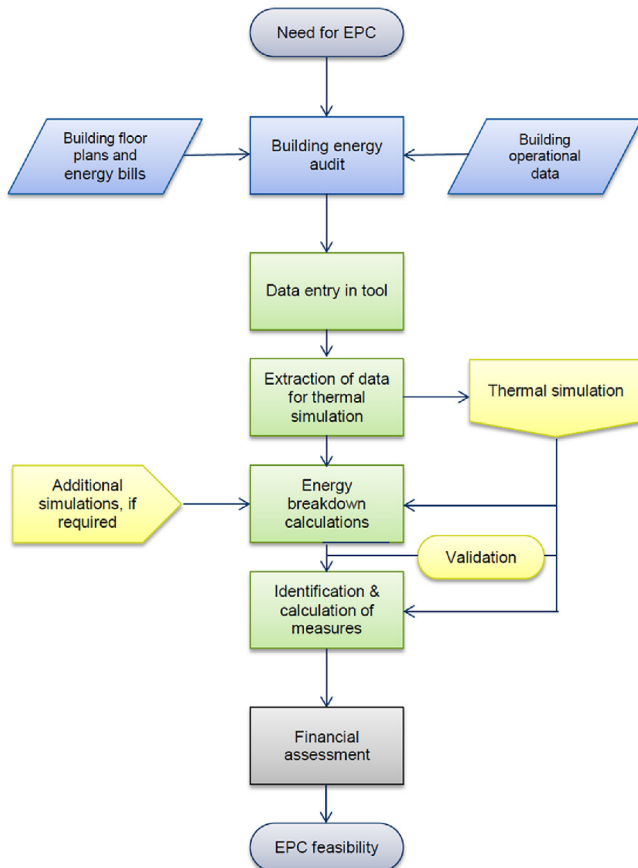 Need for EPC
Building floor
plans and
energy bills
Building energy
audit
Building
operational
data
Data entry in tool
Extraction of data
for thermal
simulation
Thermal simulation
Additional
simulations, if
required
Energy
breakdown
calculations
Validation
Identification &
calculation of
measures
Financial
assessment
EPC feasibility